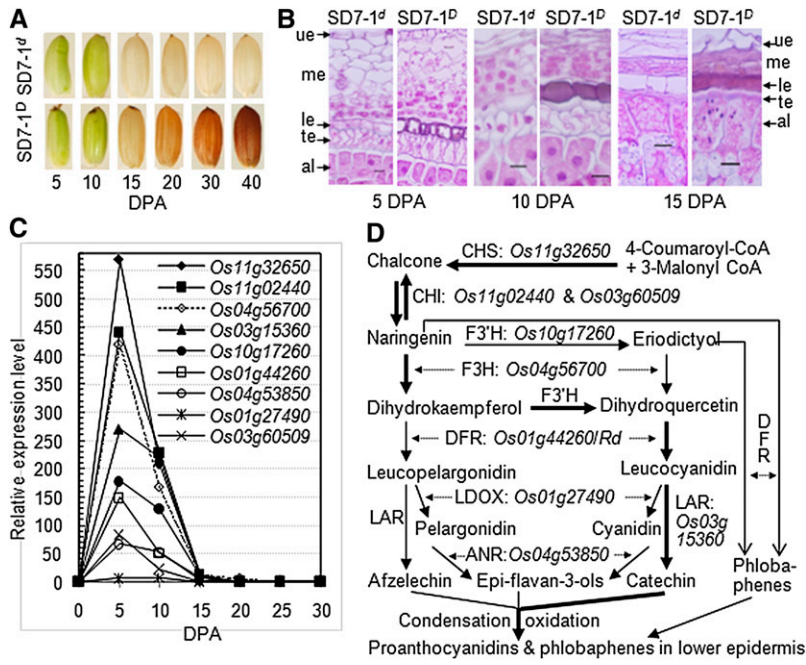 A
SD7-1ᵈ
SD7-1ᴰ
5 10 15 20 30 40
DPA
B
SD7-1ᵈ SD7-1ᴰ SD7-1ᵈ SD7-1ᴰ SD7-1ᵈ SD7-1ᴰ
ue
me
le
te
al
ue
me
le
te
al
5 DPA 10 DPA 15 DPA
C
Relative expression level
550
500
450
400
350
300
250
200
150
100
50
0
0 5 10 15 20 25 30
DPA
Os11g32650
Os11g02440
Os04g56700
Os03g15360
Os10g17260
Os01g44260
Os04g53850
Os01g27490
Os03g60509
D
Chalcone CHS: Os11g32650 4-Coumaroyl-CoA
+ 3-Malonyl CoA
CHI: Os11g02440 & Os03g60509
Naringenin F3'H: Os10g17260 Eriodictyol
F3H: Os04g56700
Dihydrokaempferol F3'H Dihydroquercetin
DFR: Os01g44260/Rd
DFR
Leucopelargonidin Leucocyanidin
LDOX: Os01g27490
LAR
LAR:
Os03g
15360
Pelargonidin Cyanidin
ANR:Os04g53850
Afzelechin Epi-flavan-3-ols Catechin
Phloba-
phenes
Condensation oxidation
Proanthocyanidins & phlobaphenes in lower epidermis